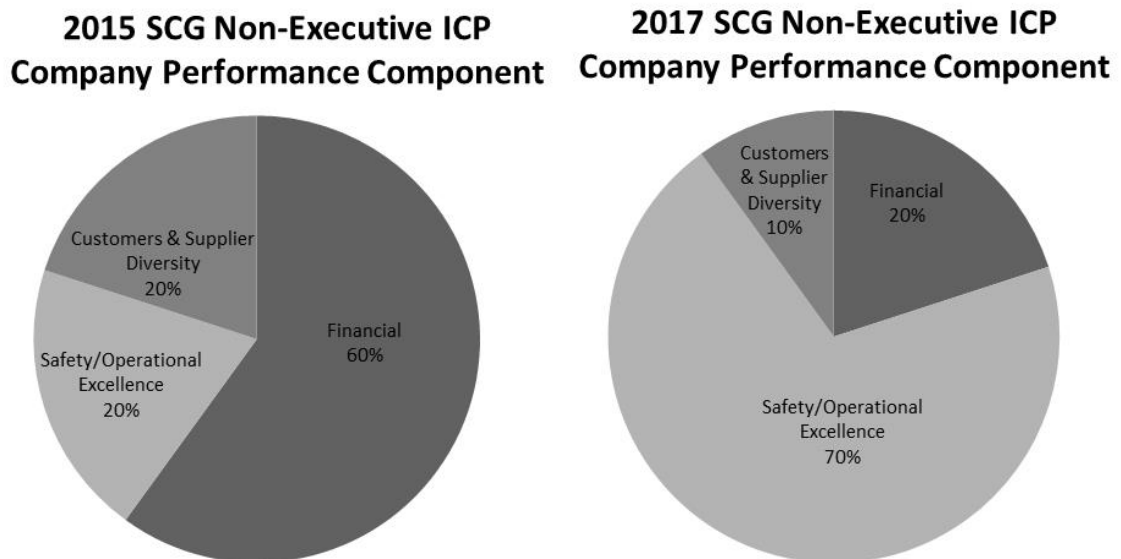 2015 SCG Non-Executive ICP
Company Performance Component
Customers & Supplier
Diversity
20%
Financial
60%
Safety/Operational
Excellence
20%
2017 SCG Non-Executive ICP
Company Performance Component
Customers
& Supplier
Diversity
10%
Financial
20%
Safety/Operational
Excellence
70%